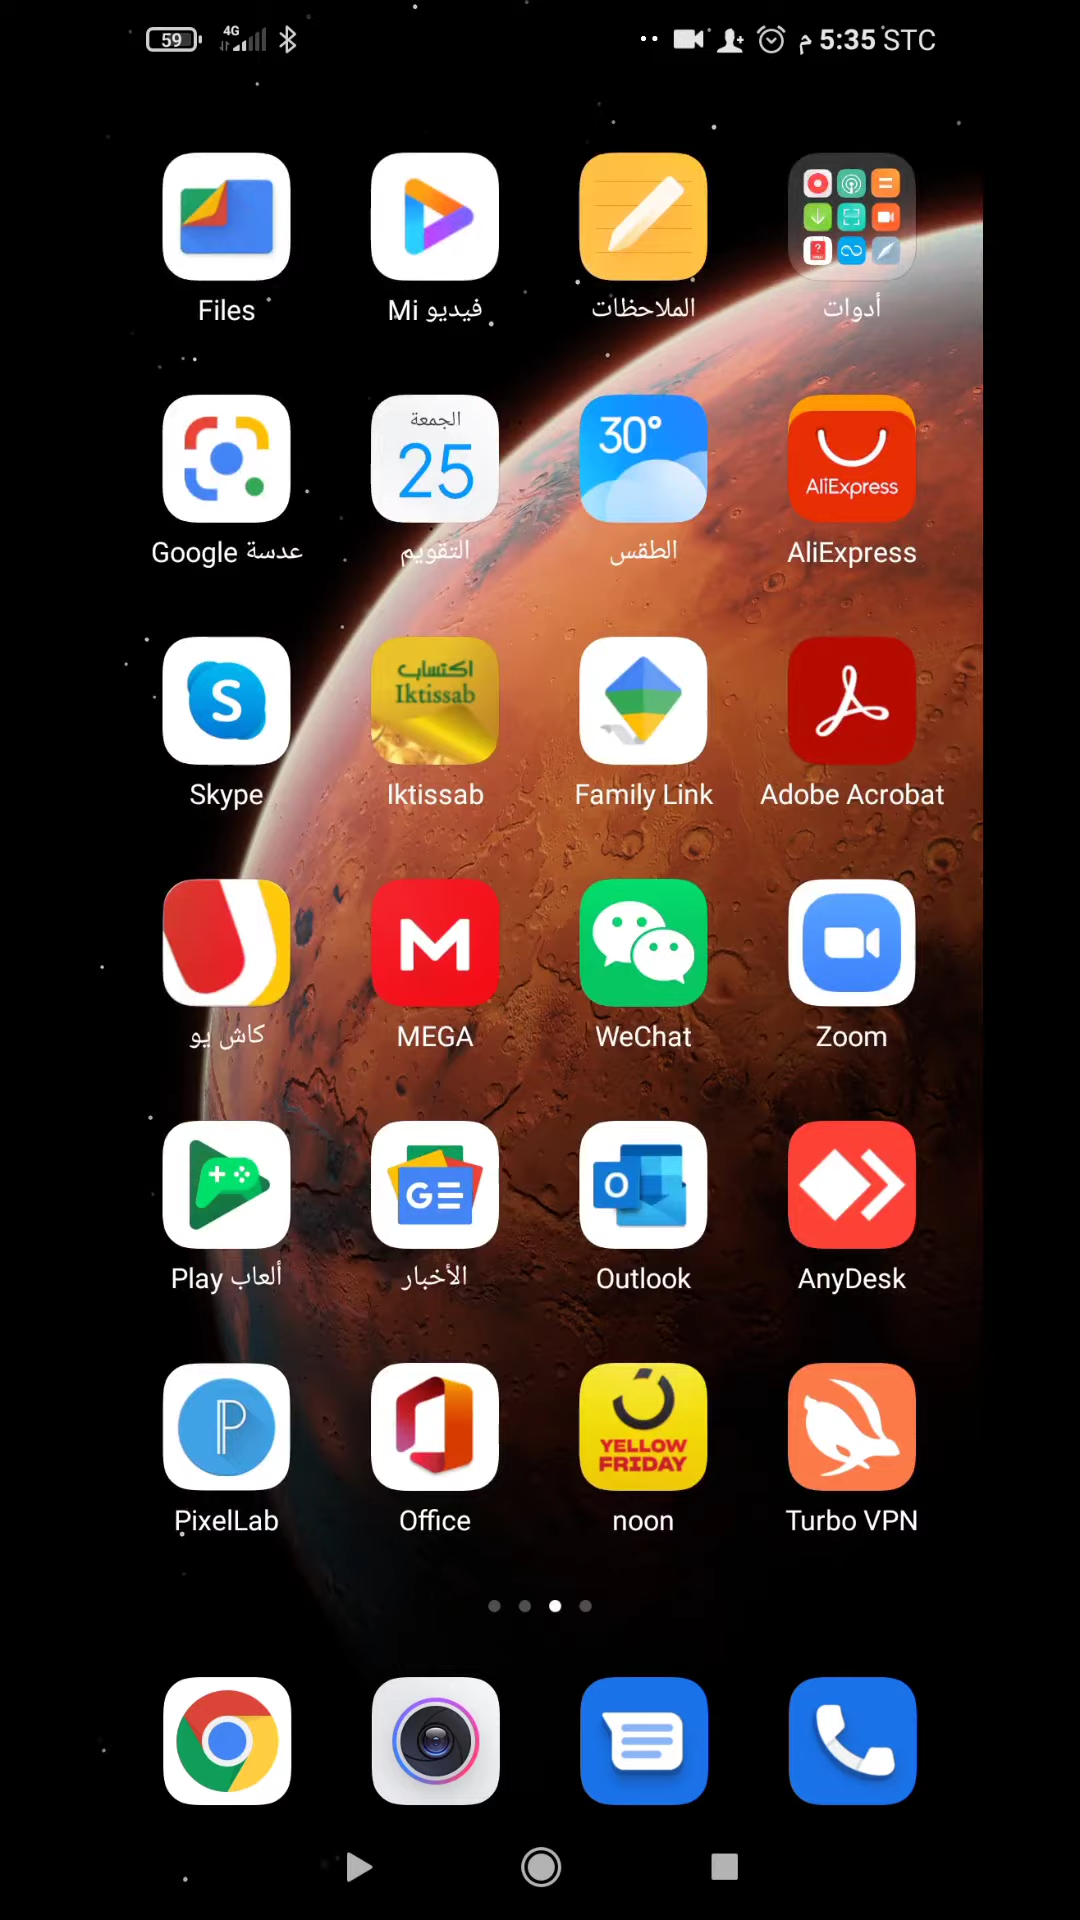 59 4G م 5:35 STC
Files
فيديو Mi
الملاحظات
أدوات
الجمعة
25
30°
AliExpress
عدسة Google
التقويم
الطقس
AliExpress
S
اكتساب
Iktissab
Skype
Iktissab
Family Link
Adobe Acrobat
M
كاش يو
MEGA
WeChat
Zoom
G
O
ألعاب Play
الأخبار
Outlook
AnyDesk
P
YELLOW
FRIDAY
PixelLab
Office
noon
Turbo VPN